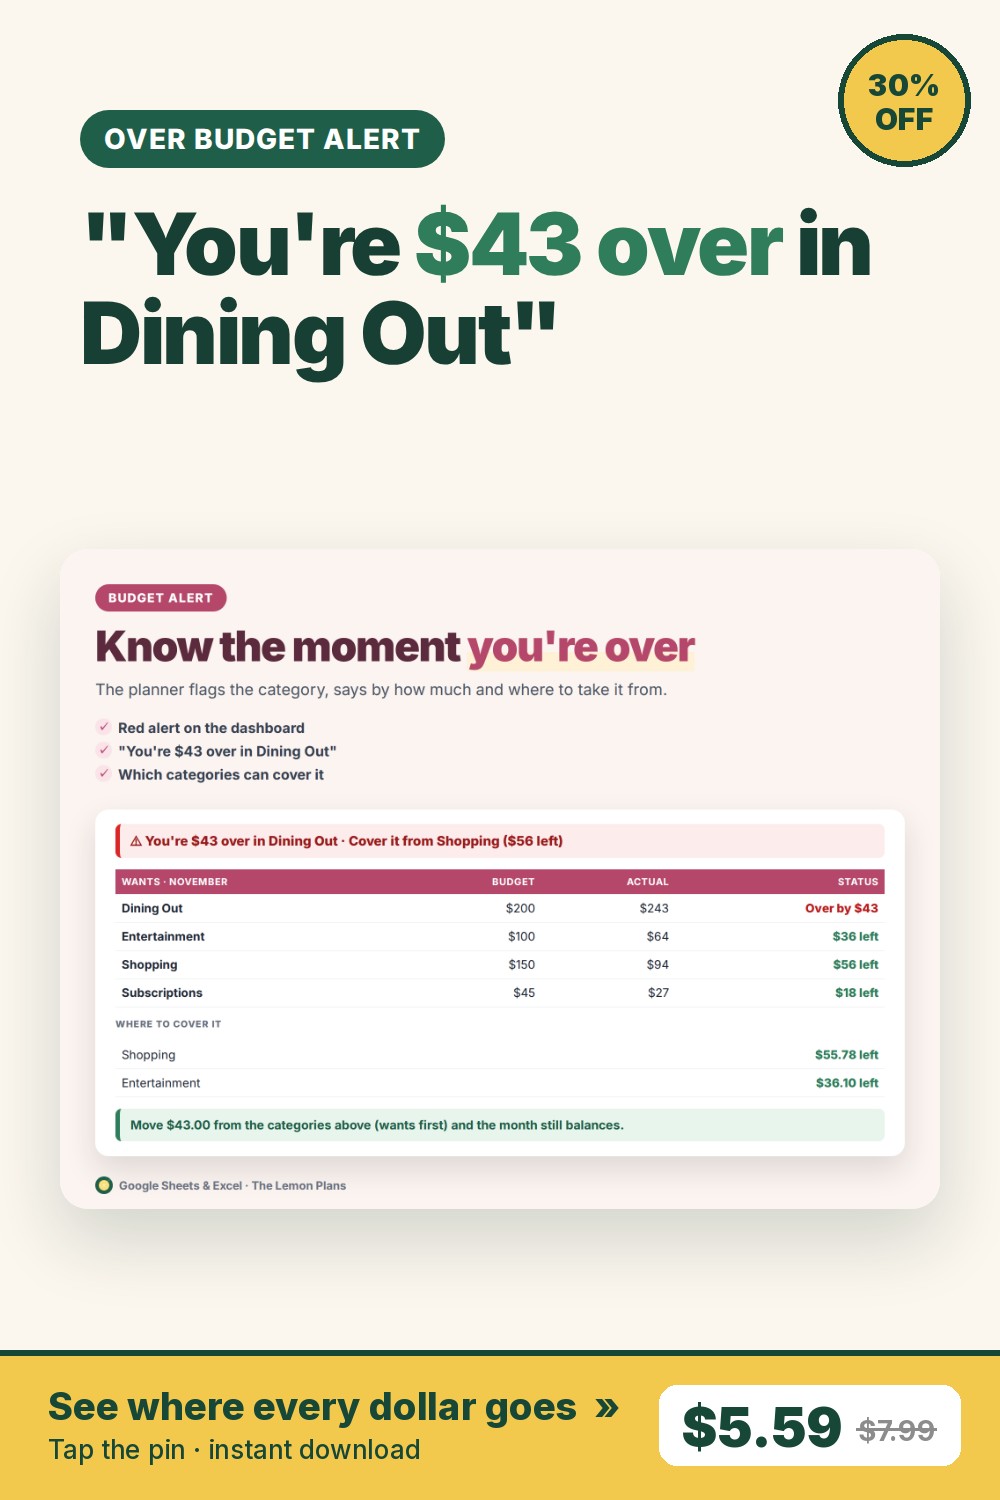 30%
OFF
OVER BUDGET ALERT
"You're $43 over in
Dining Out"
BUDGET ALERT
Know the moment you're over
The planner flags the category, says by how much and where to take it from.
✓ Red alert on the dashboard
✓ "You're $43 over in Dining Out"
✓ Which categories can cover it
⚠ You're $43 over in Dining Out · Cover it from Shopping ($56 left)
WANTS · NOVEMBER BUDGET ACTUAL STATUS
Dining Out $200 $243 Over by $43
Entertainment $100 $64 $36 left
Shopping $150 $94 $56 left
Subscriptions $45 $27 $18 left
WHERE TO COVER IT
Shopping $55.78 left
Entertainment $36.10 left
Move $43.00 from the categories above (wants first) and the month still balances.
Google Sheets & Excel · The Lemon Plans
See where every dollar goes »
Tap the pin · instant download
$5.59 $7.99